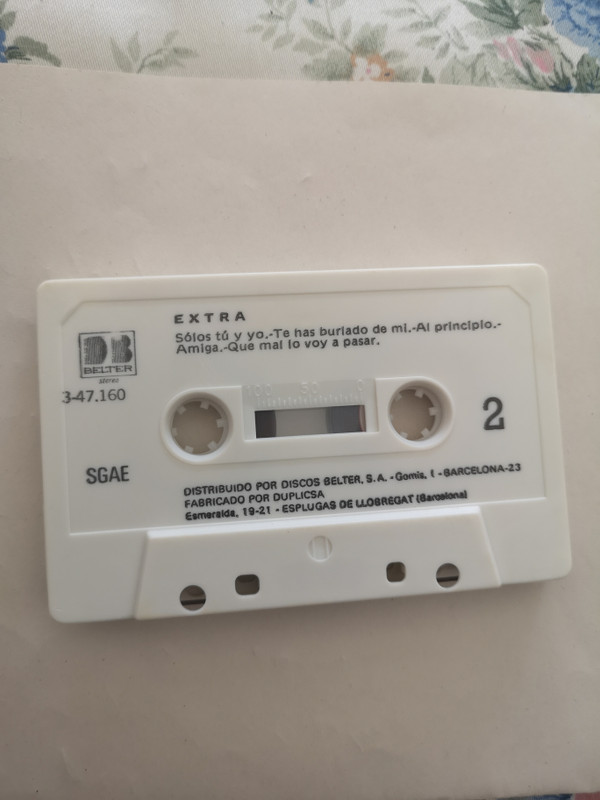 EXTRA
Sólos tú y yo.-Te has burlado de mi.-Al principio.-
Amiga.-Que mal lo voy a pasar.
DB
BELTER
stereo
3-47.160
100 50 0
2
SGAE
DISTRIBUIDO POR DISCOS BELTER, S.A. - Gomis, 1 - BARCELONA-23
FABRICADO POR DUPLICSA
Esmeralda, 19-21 - ESPLUGAS DE LLOBREGAT (Barcelona)